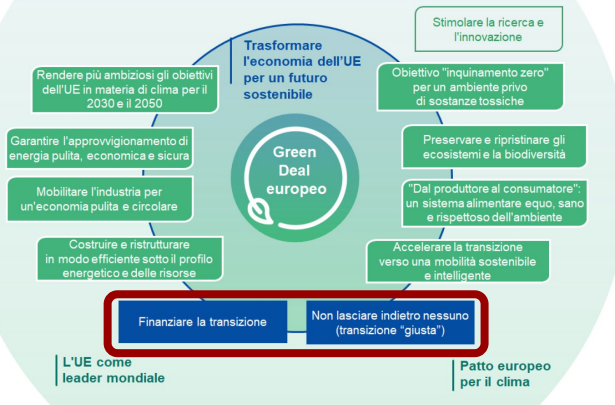 Stimolare la ricerca e
l'innovazione
Trasformare
l'economia dell'UE
per un futuro
sostenibile
Rendere più ambiziosi gli obiettivi
dell'UE in materia di clima per il
2030 e il 2050
Obiettivo "inquinamento zero"
per un ambiente privo
di sostanze tossiche
Garantire l'approvvigionamento di
energia pulita, economica e sicura
Green
Deal
europeo
Preservare e ripristinare gli
ecosistemi e la biodiversità
Mobilitare l'industria per
un'economia pulita e circolare
"Dal produttore al consumatore":
un sistema alimentare equo, sano
e rispettoso dell'ambiente
Costruire e ristrutturare
in modo efficiente sotto il profilo
energetico e delle risorse
Accelerare la transizione
verso una mobilità sostenibile
e intelligente
Finanziare la transizione
Non lasciare indietro nessuno
(transizione “giusta”)
L'UE come
leader mondiale
Patto europeo
per il clima